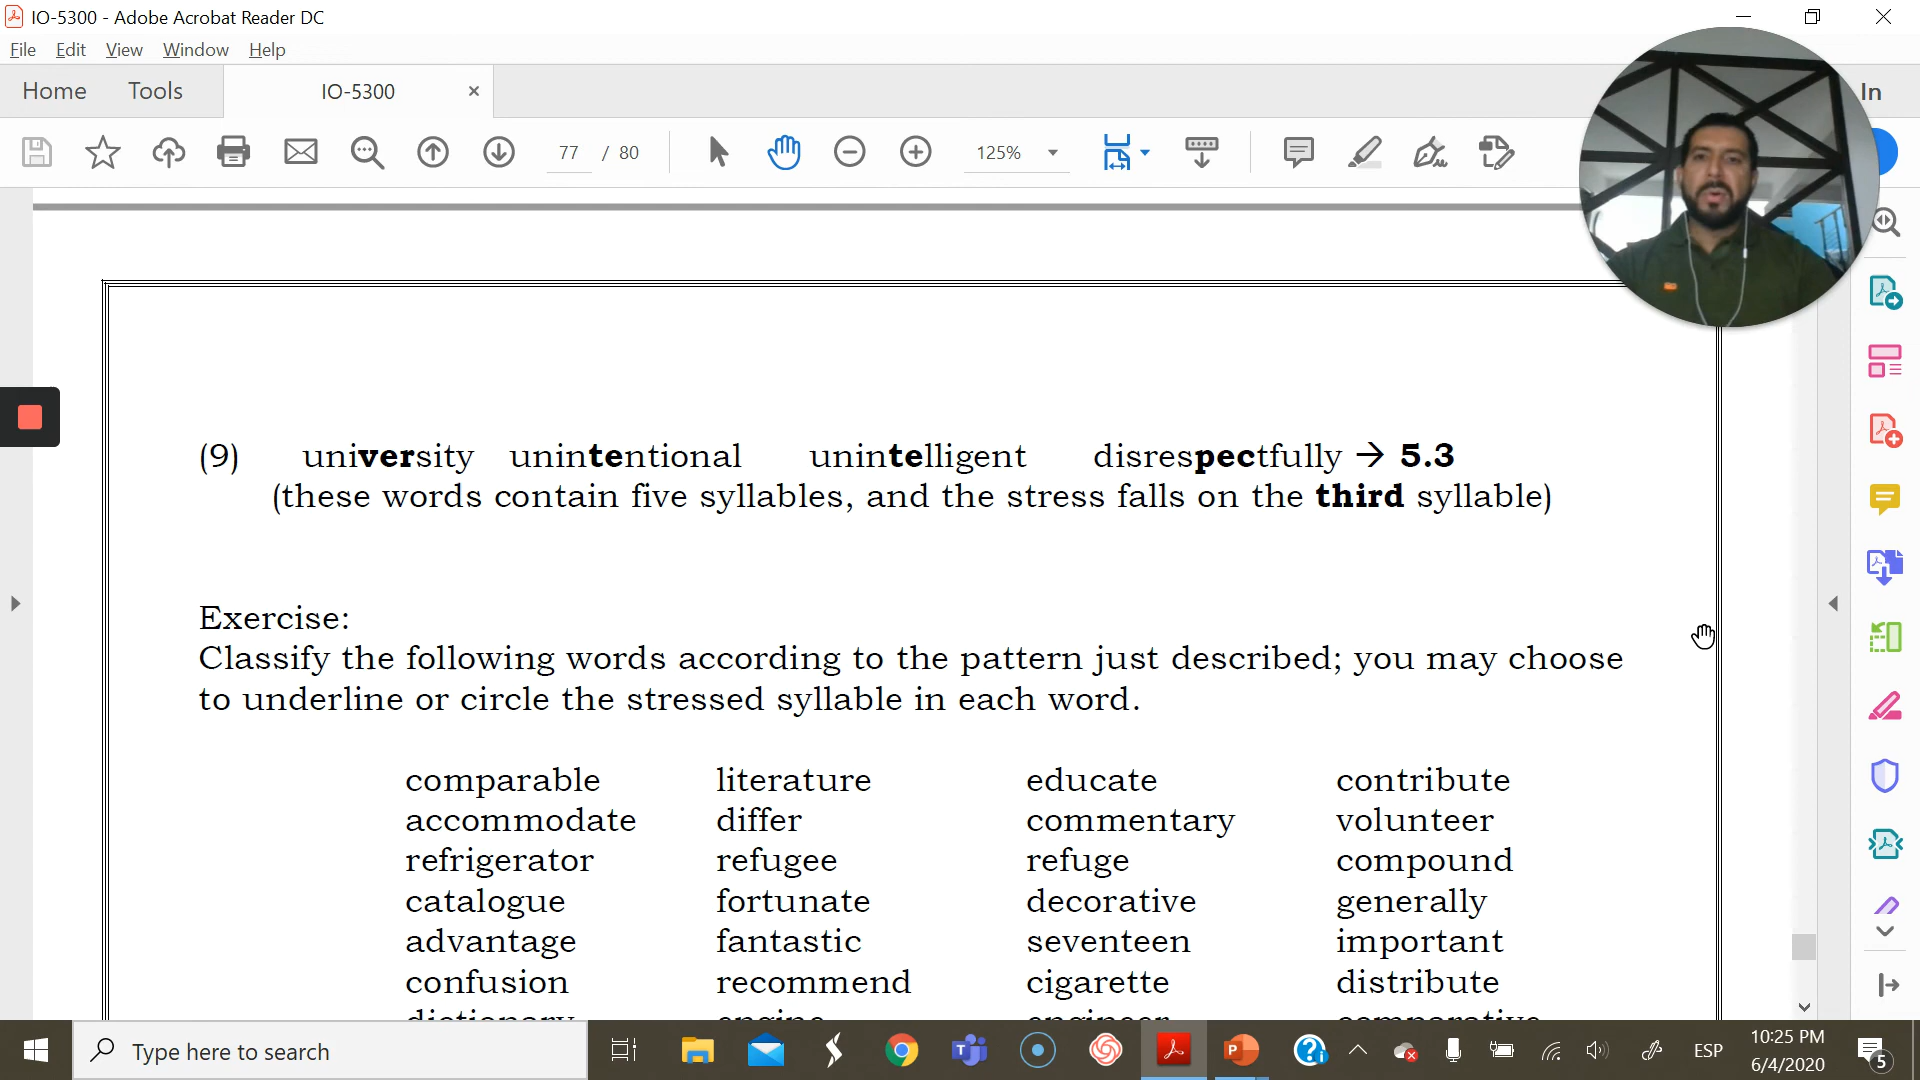 IO-5300 - Adobe Acrobat Reader DC
File Edit View Window Help
Home Tools IO-5300 × In
77 / 80 125%
(9) university unintentional unintelligent disrespectfully → 5.3
(these words contain five syllables, and the stress falls on the third syllable)
Exercise:
Classify the following words according to the pattern just described; you may choose
to underline or circle the stressed syllable in each word.
comparable literature educate contribute
accommodate differ commentary volunteer
refrigerator refugee refuge compound
catalogue fortunate decorative generally
advantage fantastic seventeen important
confusion recommend cigarette distribute
dictionary engine engineer comparative
Type here to search
ESP
10:25 PM
6/4/2020
5